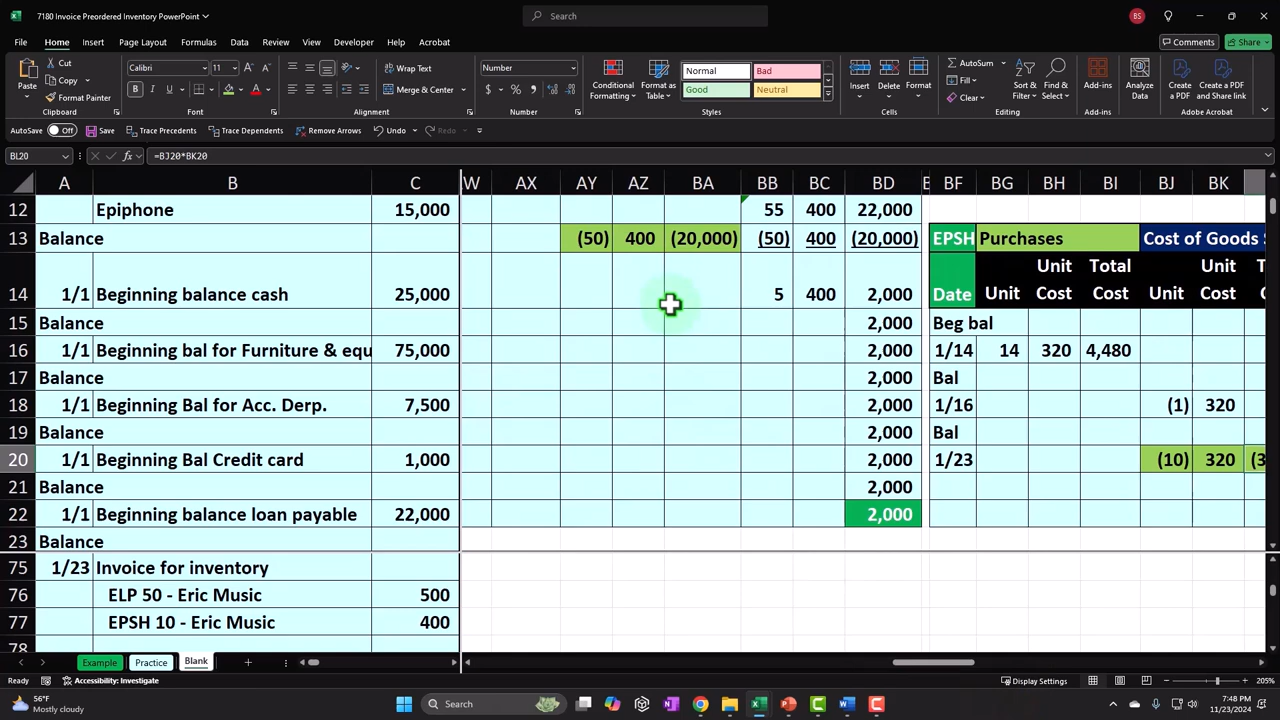 7180 Invoice Preordered Inventory PowerPoint
Search
BS
File Home Insert Page Layout Formulas Data Review View Developer Help Acrobat
Comments Share
Paste Cut Copy Format Painter Clipboard
Calibri 11 Font
Wrap Text Merge & Center Alignment
Number Number
Conditional Formatting Format as Table Normal Bad Good Neutral Styles
Insert Delete Format Cells
AutoSum Fill Clear Sort & Filter Find & Select Editing
Add-ins Add-ins
Analyze Data
Create a PDF Create a PDF and Share link Adobe Acrobat
AutoSave Off Save Trace Precedents Trace Dependents Remove Arrows Undo Redo
BL20 fx =BJ20*BK20
A B C W AX AY AZ BA BB BC BD BF BG BH BI BJ BK
12 Epiphone 15,000 55 400 22,000
13 Balance (50) 400 (20,000) (50) 400 (20,000) EPSH Purchases Cost of Goods S
Unit Total Unit T
14 1/1 Beginning balance cash 25,000 5 400 2,000 Date Unit Cost Cost Unit Cost C
15 Balance 2,000 Beg bal
16 1/1 Beginning bal for Furniture & equ 75,000 2,000 1/14 14 320 4,480
17 Balance 2,000 Bal
18 1/1 Beginning Bal for Acc. Derp. 7,500 2,000 1/16 (1) 320
19 Balance 2,000 Bal
20 1/1 Beginning Bal Credit card 1,000 2,000 1/23 (10) 320 (3
21 Balance 2,000
22 1/1 Beginning balance loan payable 22,000 2,000
23 Balance
75 1/23 Invoice for inventory
76 ELP 50 - Eric Music 500
77 EPSH 10 - Eric Music 400
78
Example Practice Blank
Ready Accessibility: Investigate Display Settings 205%
56°F
Mostly cloudy
Search
7:48 PM
11/23/2024